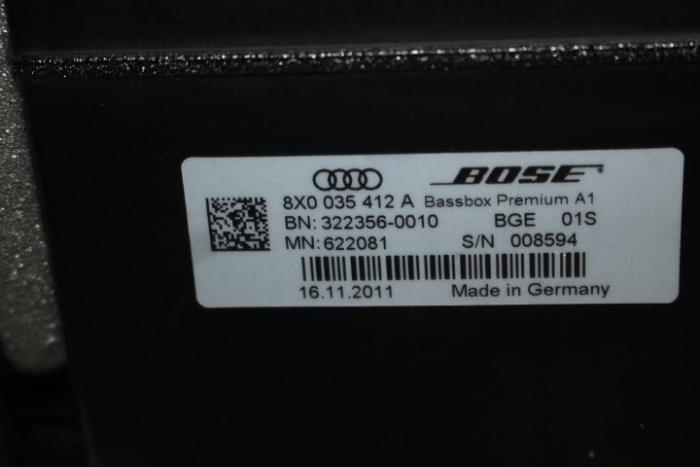 BOSE
8X0 035 412 A Bassbox Premium A1
BN: 322356-0010 BGE 01S
MN: 622081 S/N 008594
16.11.2011 Made in Germany